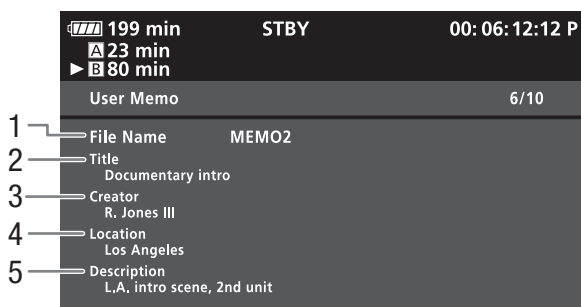 199 min STBY 00: 06: 12:12 P
A 23 min
B 80 min
User Memo 6/10
1 File Name MEMO2
2 Title
Documentary intro
3 Creator
R. Jones III
4 Location
Los Angeles
5 Description
L.A. intro scene, 2nd unit